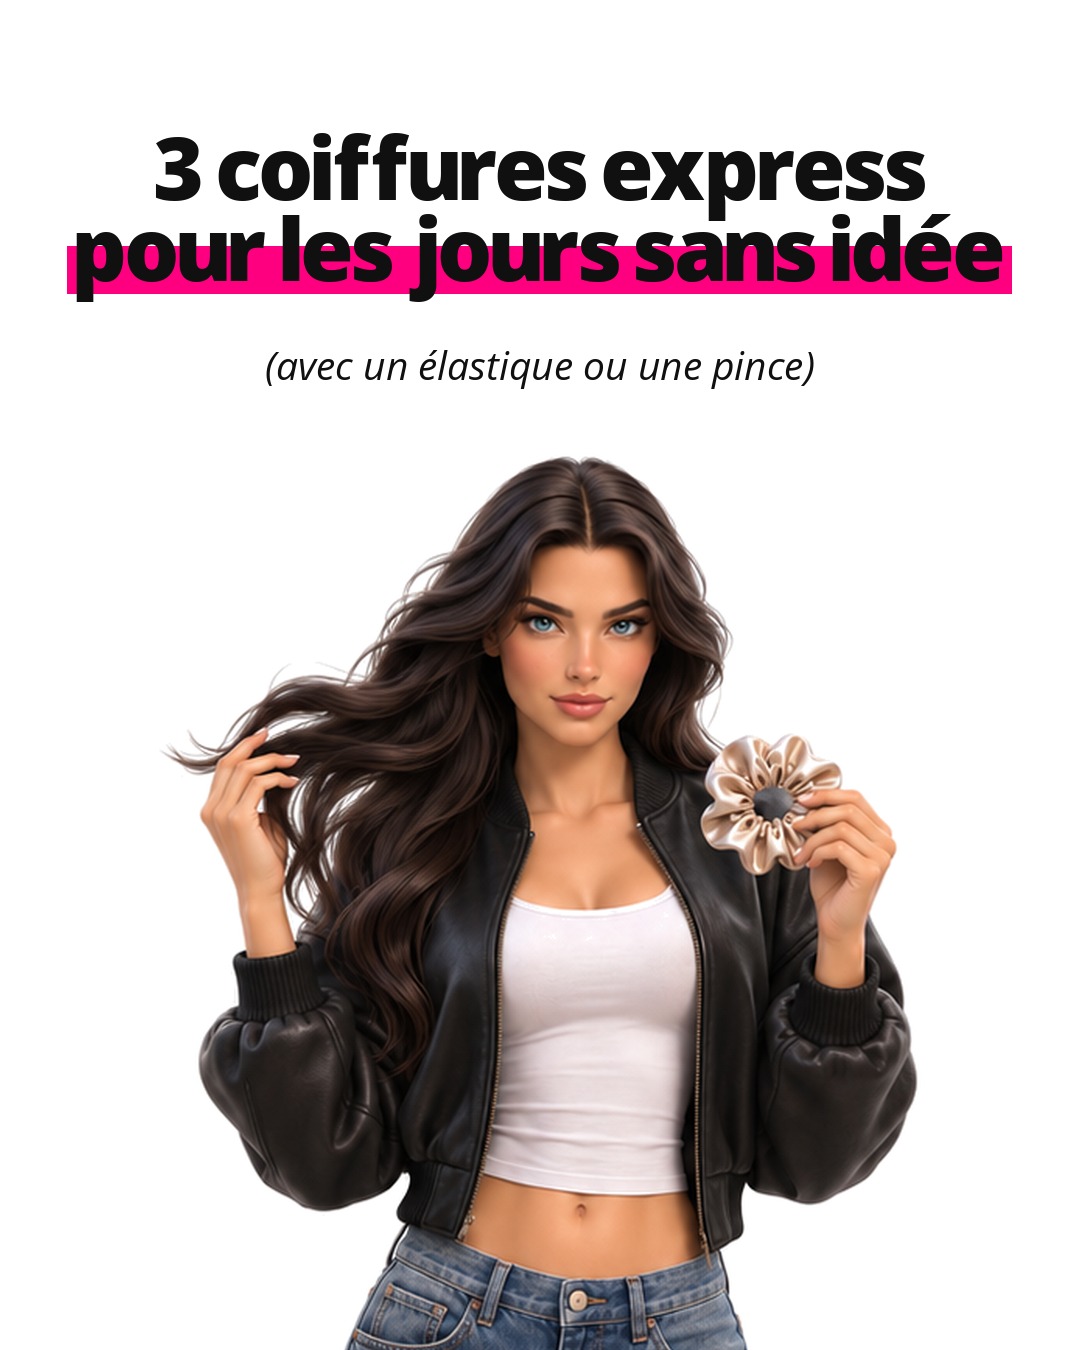 3 coiffures express
pour les jours sans idée
(avec un élastique ou une pince)